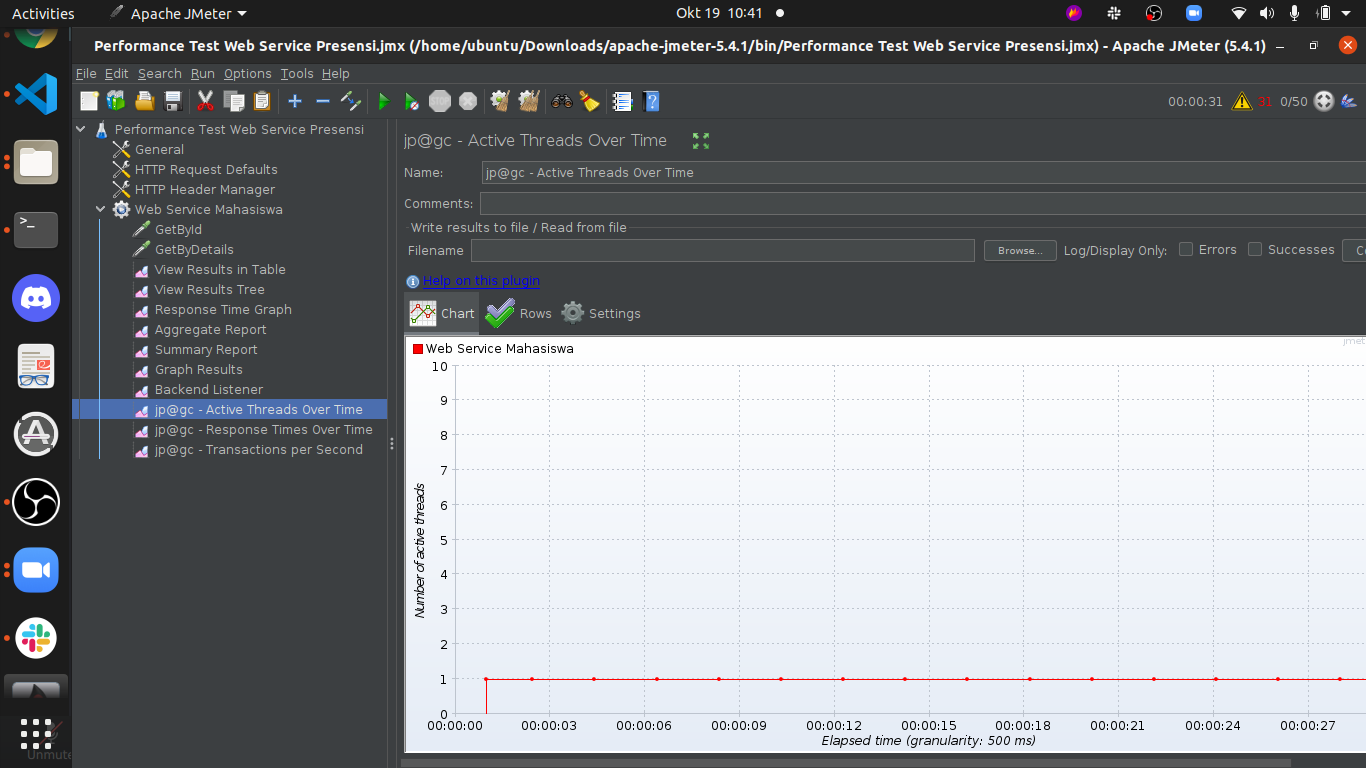 Activities
Apache JMeter
Okt 19 10:41
Performance Test Web Service Presensi.jmx (/home/ubuntu/Downloads/apache-jmeter-5.4.1/bin/Performance Test Web Service Presensi.jmx) - Apache JMeter (5.4.1)
File Edit Search Run Options Tools Help
00:00:31 31 0/50
Performance Test Web Service Presensi
General
HTTP Request Defaults
HTTP Header Manager
Web Service Mahasiswa
GetById
GetByDetails
View Results in Table
View Results Tree
Response Time Graph
Aggregate Report
Summary Report
Graph Results
Backend Listener
jp@gc - Active Threads Over Time
jp@gc - Response Times Over Time
jp@gc - Transactions per Second
jp@gc - Active Threads Over Time
Name: jp@gc - Active Threads Over Time
Comments:
Write results to file / Read from file
Filename Browse... Log/Display Only: Errors Successes
Help on this plugin
Chart Rows Settings
jmet
Web Service Mahasiswa
10
9
8
7
6
5
4
3
2
1
0
Number of active threads
00:00:00 00:00:03 00:00:06 00:00:09 00:00:12 00:00:15 00:00:18 00:00:21 00:00:24 00:00:27
Elapsed time (granularity: 500 ms)
Unmute